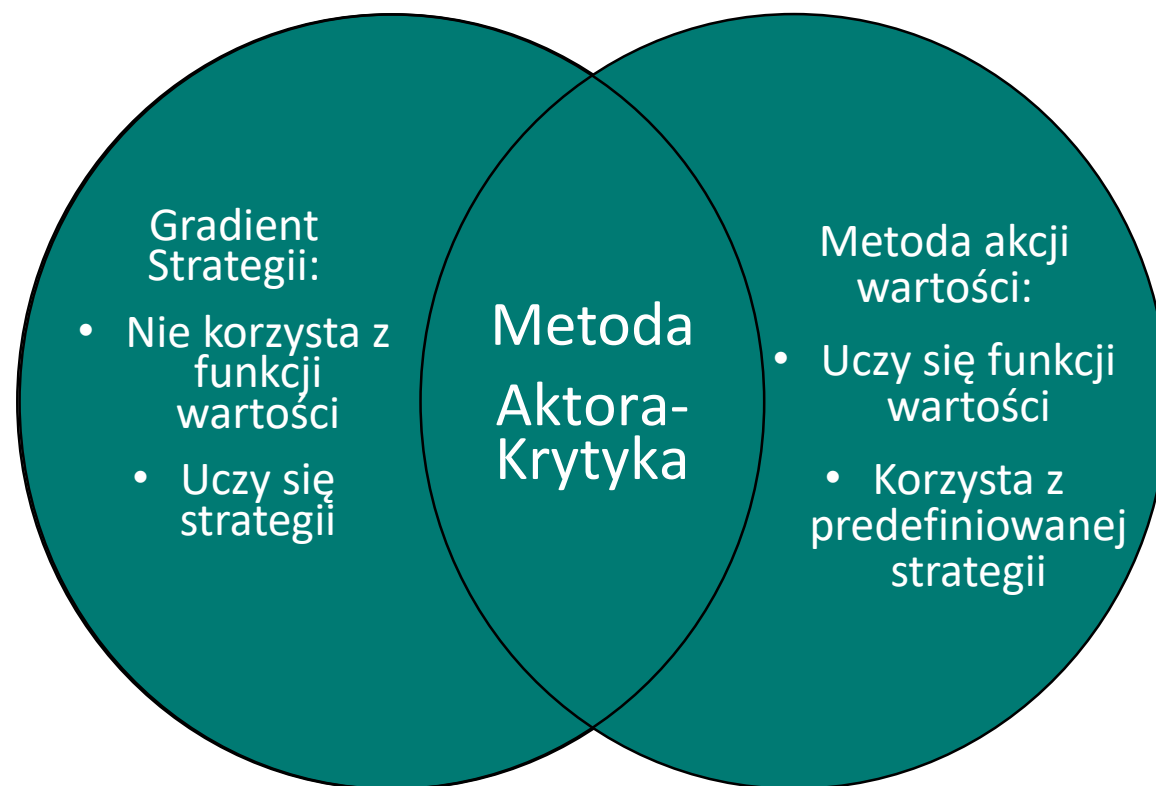 Gradient
Strategii:
• Nie korzysta z
funkcji
wartości
• Uczy się
strategii
Metoda
Aktora-
Krytyka
Metoda akcji
wartości:
• Uczy się funkcji
wartości
• Korzysta z
predefiniowanej
strategii